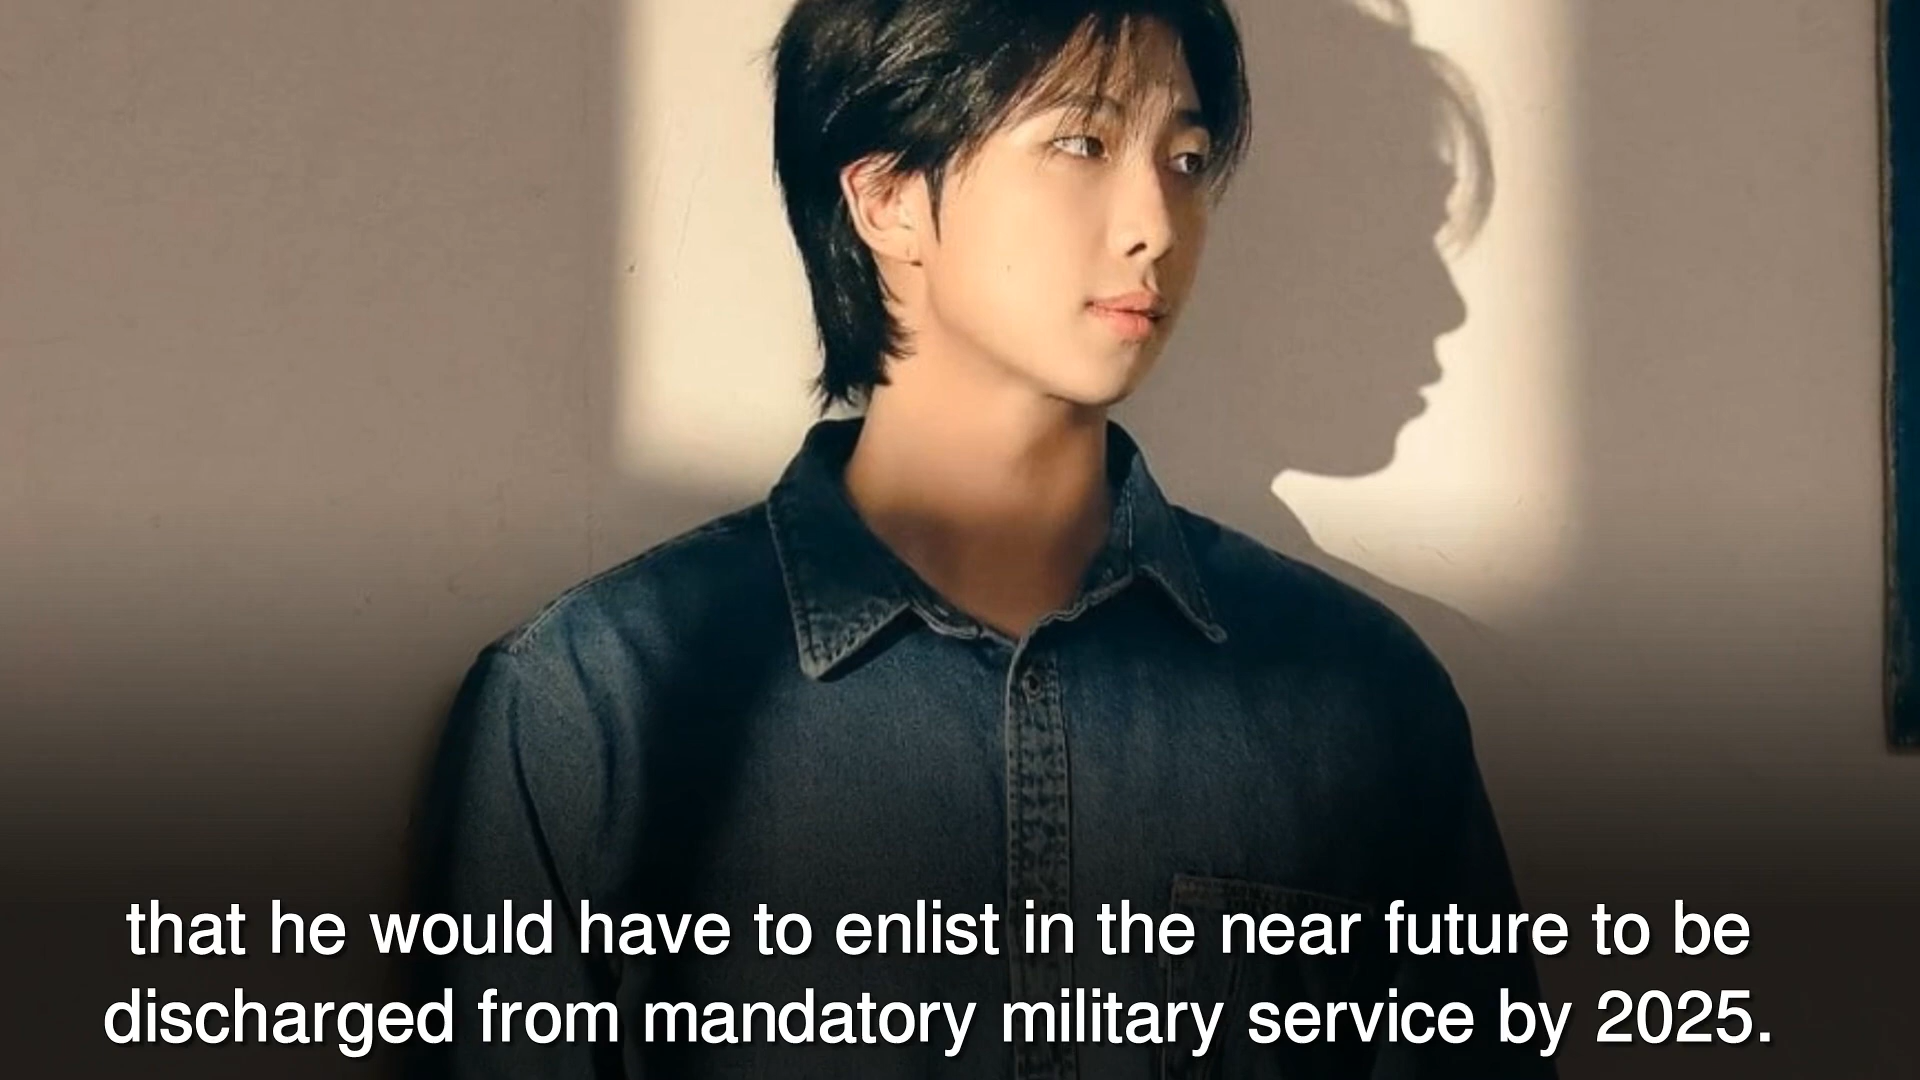 that he would have to enlist in the near future to be
discharged from mandatory military service by 2025.